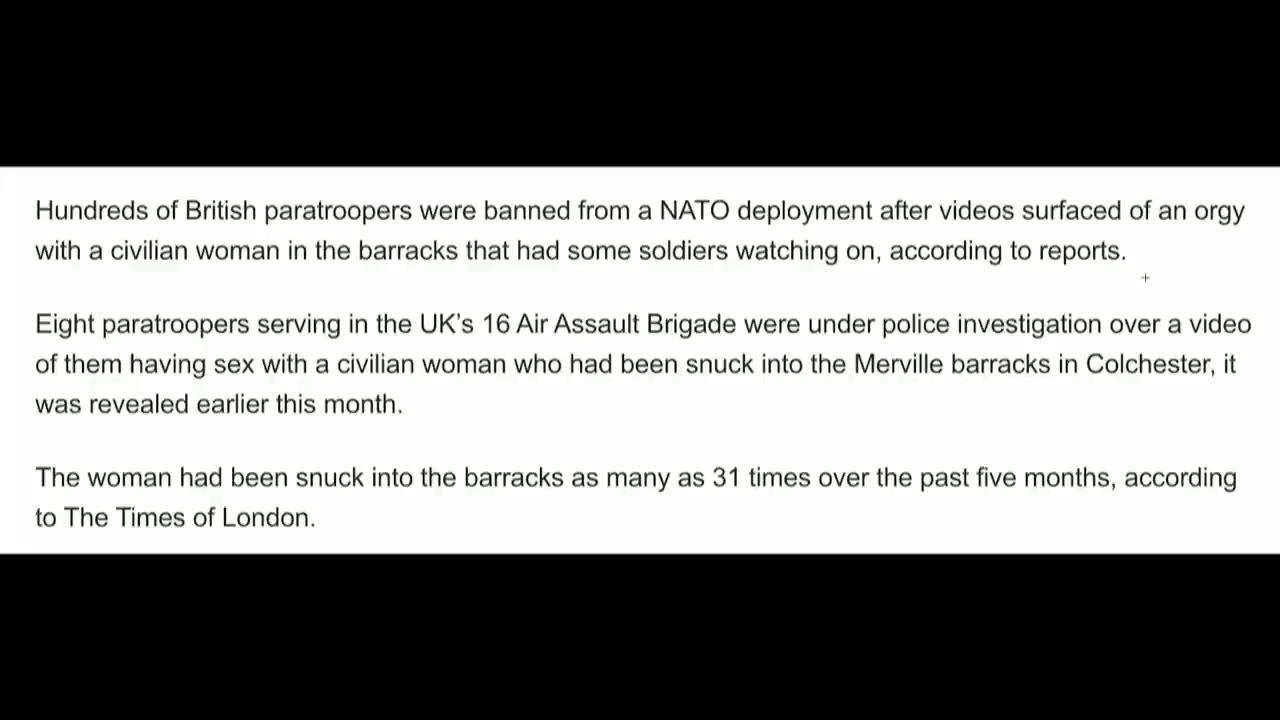 Hundreds of British paratroopers were banned from a NATO deployment after videos surfaced of an orgy
with a civilian woman in the barracks that had some soldiers watching on, according to reports.
Eight paratroopers serving in the UK's 16 Air Assault Brigade were under police investigation over a video
of them having sex with a civilian woman who had been snuck into the Merville barracks in Colchester, it
was revealed earlier this month.
The woman had been snuck into the barracks as many as 31 times over the past five months, according
to The Times of London.